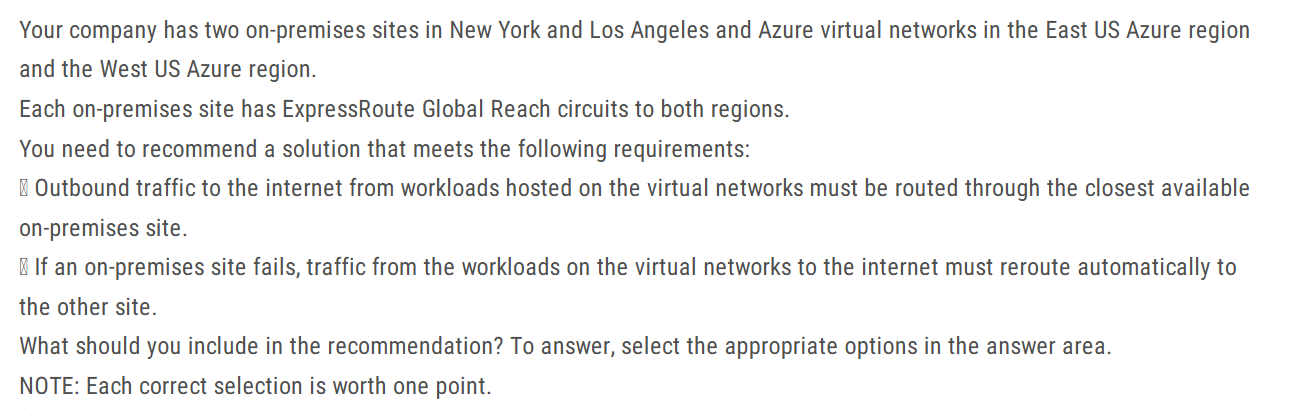 Your company has two on-premises sites in New York and Los Angeles and Azure virtual networks in the East US Azure region
and the West US Azure region.
Each on-premises site has ExpressRoute Global Reach circuits to both regions.
You need to recommend a solution that meets the following requirements:
Outbound traffic to the internet from workloads hosted on the virtual networks must be routed through the closest available
on-premises site.
If an on-premises site fails, traffic from the workloads on the virtual networks to the internet must reroute automatically to
the other site.
What should you include in the recommendation? To answer, select the appropriate options in the answer area.
NOTE: Each correct selection is worth one point.